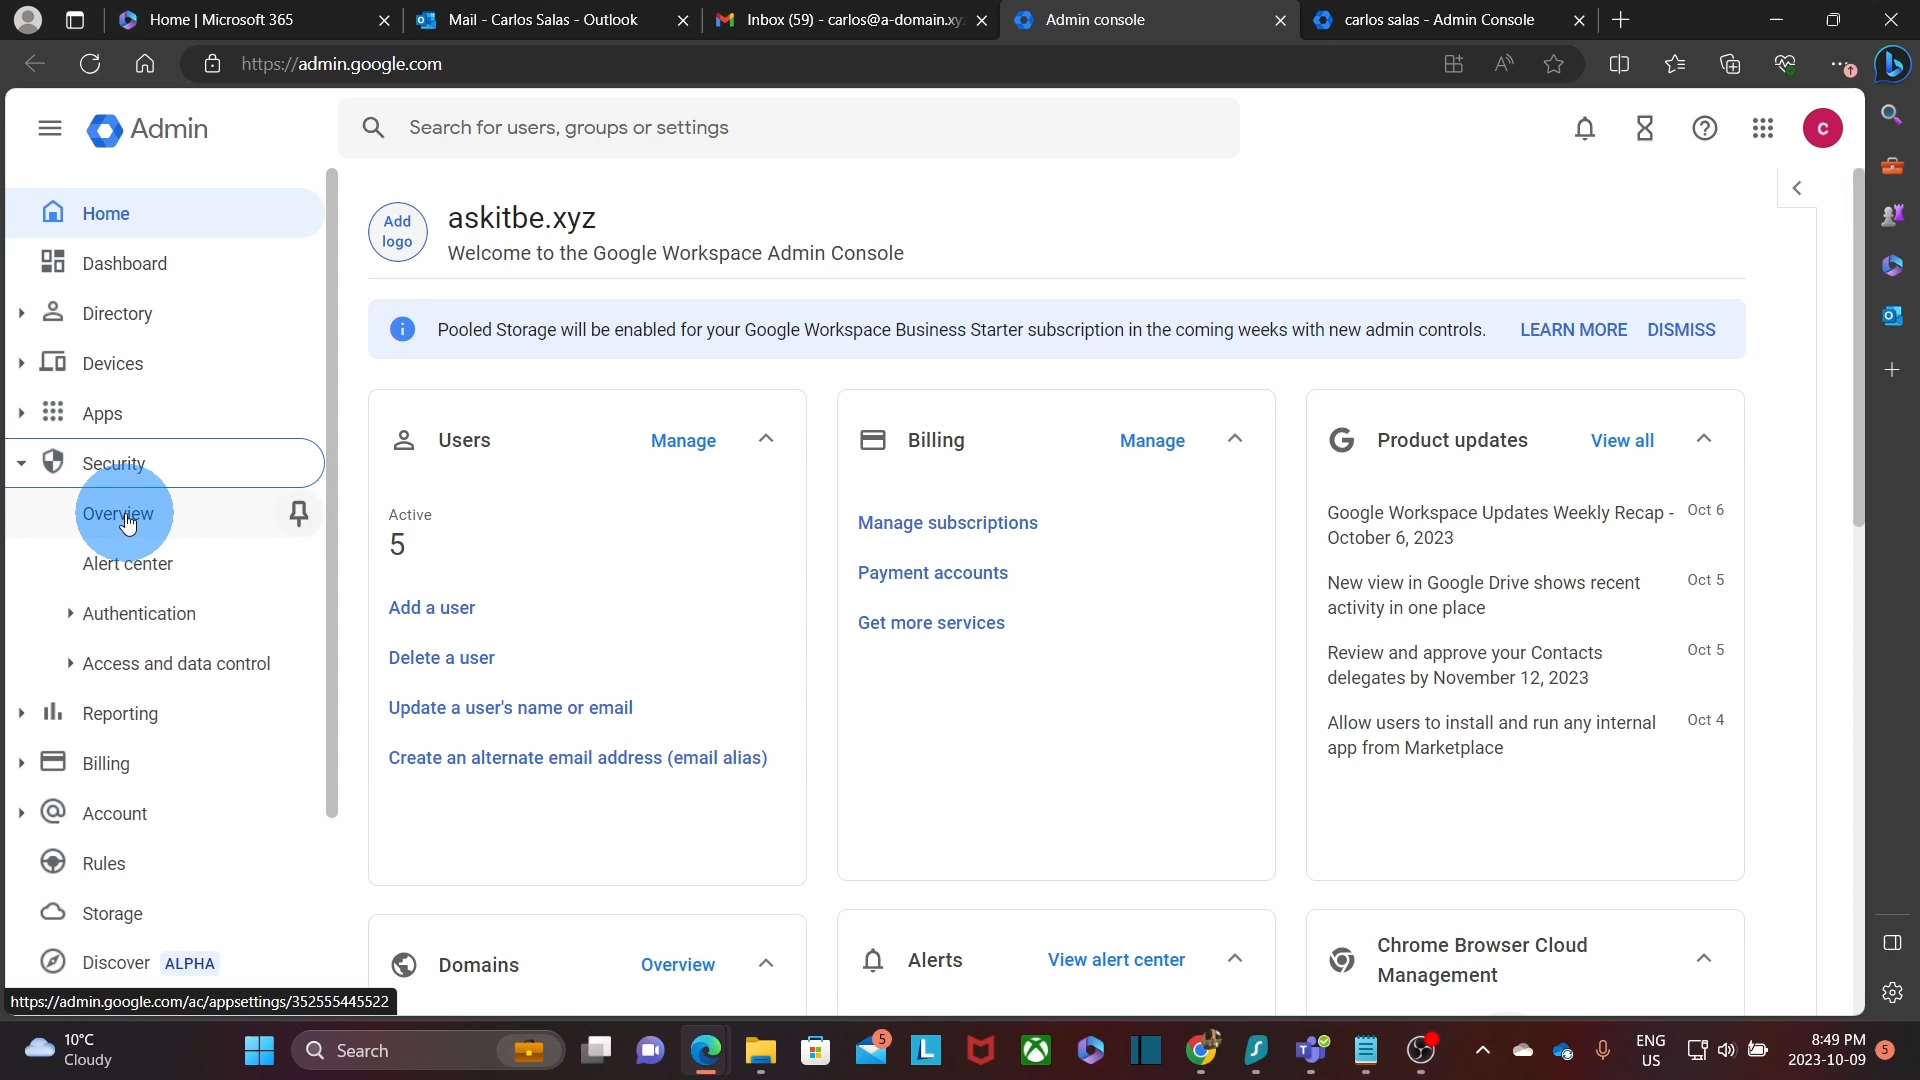 Home | Microsoft 365
Mail - Carlos Salas - Outlook
Inbox (59) - carlos@a-domain.xy
Admin console
carlos salas - Admin Console
https://admin.google.com
Admin
Search for users, groups or settings
c
Home
Dashboard
Directory
Devices
Apps
Security
Overview
Alert center
Authentication
Access and data control
Reporting
Billing
Account
Rules
Storage
Discover ALPHA
https://admin.google.com/ac/appsettings/352555445522
Add
logo
askitbe.xyz
Welcome to the Google Workspace Admin Console
Pooled Storage will be enabled for your Google Workspace Business Starter subscription in the coming weeks with new admin controls. LEARN MORE DISMISS
Users Manage
Active
5
Add a user
Delete a user
Update a user's name or email
Create an alternate email address (email alias)
Billing Manage
Manage subscriptions
Payment accounts
Get more services
Product updates View all
Google Workspace Updates Weekly Recap - Oct 6
October 6, 2023
New view in Google Drive shows recent Oct 5
activity in one place
Review and approve your Contacts Oct 5
delegates by November 12, 2023
Allow users to install and run any internal Oct 4
app from Marketplace
Domains Overview
Alerts View alert center
Chrome Browser Cloud
Management
10°C
Cloudy
Search
5
L
ENG
US
8:49 PM
2023-10-09
5